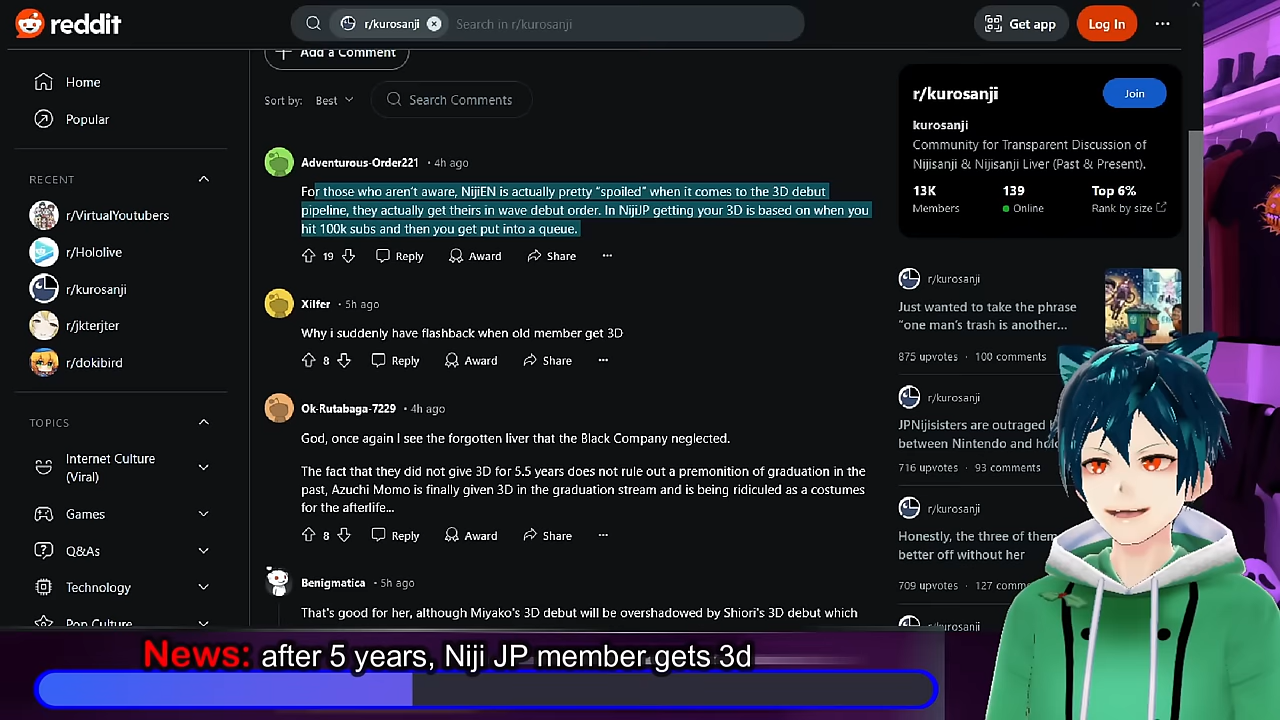 reddit
r/kurosanji
Search in r/kurosanji
Get app
Log In
Home
Popular
RECENT
r/VirtualYoutubers
r/Hololive
r/kurosanji
r/jkterjter
r/dokibird
TOPICS
Internet Culture
(Viral)
Games
Q&As
Technology
Pop Culture
Add a Comment
Sort by: Best
Search Comments
Adventurous-Order221 • 4h ago
For those who aren't aware, NijiEN is actually pretty "spoiled" when it comes to the 3D debut
pipeline, they actually get theirs in wave debut order. In NijiJP getting your 3D is based on when you
hit 100k subs and then you get put into a queue.
19 Reply Award Share
Xilfer • 5h ago
Why i suddenly have flashback when old member get 3D
8 Reply Award Share
Ok-Rutabaga-7229 • 4h ago
God, once again I see the forgotten liver that the Black Company neglected.
The fact that they did not give 3D for 5.5 years does not rule out a premonition of graduation in the
past, Azuchi Momo is finally given 3D in the graduation stream and is being ridiculed as a costumes
for the afterlife...
8 Reply Award Share
Benigmatica • 5h ago
That's good for her, although Miyako's 3D debut will be overshadowed by Shiori's 3D debut which
r/kurosanji
Join
kurosanji
Community for Transparent Discussion of
Nijisanji & Nijisanji Liver (Past & Present).
13K 139 Top 6%
Members Online Rank by size
r/kurosanji
Just wanted to take the phrase
"one man's trash is another...
875 upvotes · 100 comments
r/kurosanji
JPNijisisters are outraged
between Nintendo and
716 upvotes · 93 comments
r/kurosanji
Honestly, the three of them
better off without her
709 upvotes · 127
r/kurosanji
News: after 5 years, Niji JP member gets 3d